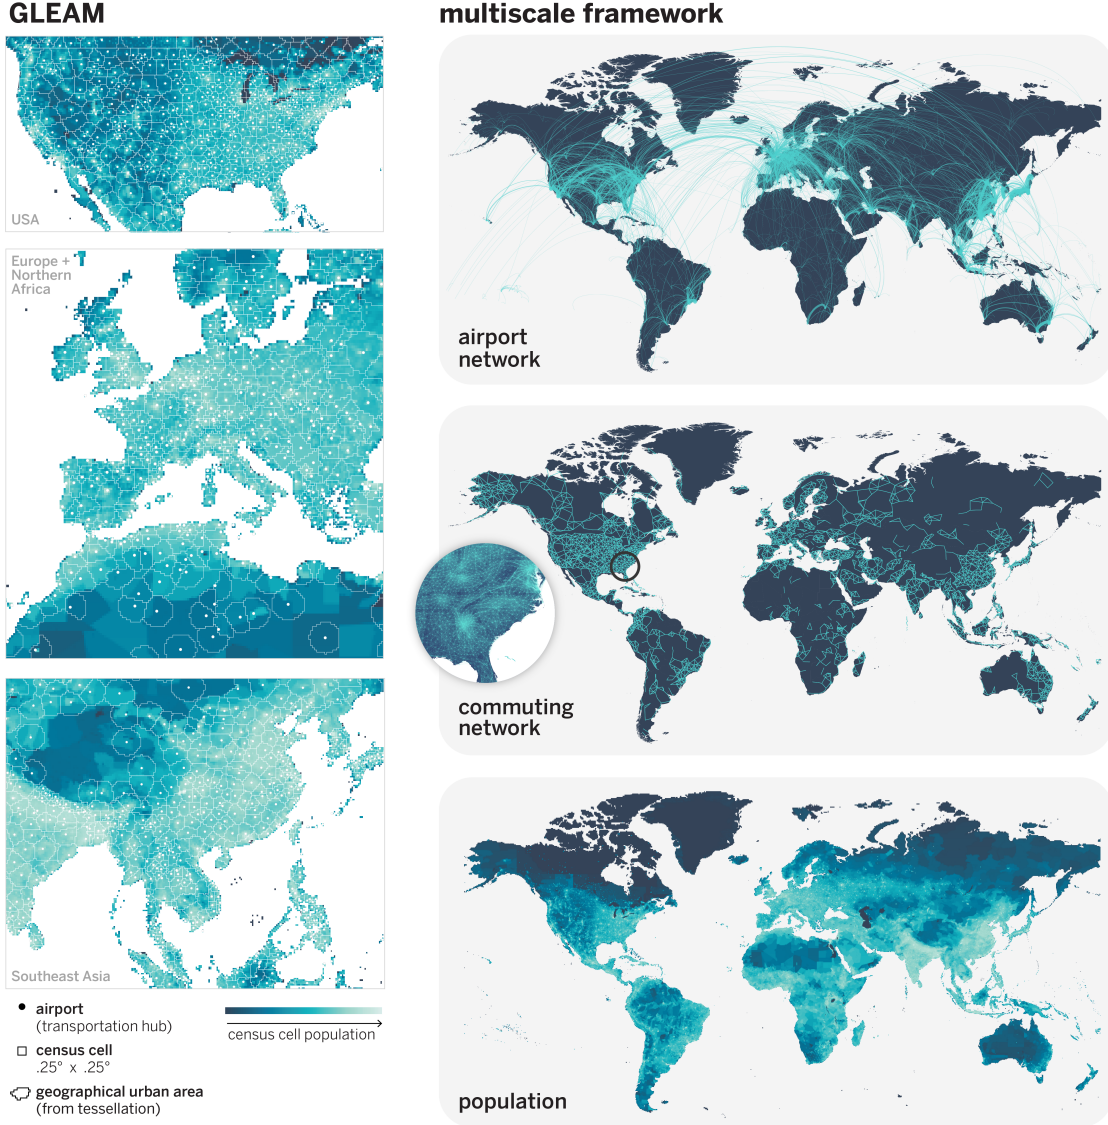 GLEAM
USA
Europe +
Northern
Africa
Southeast Asia
airport
(transportation hub)
census cell
.25° x .25°
geographical urban area
(from tessellation)
census cell population
multiscale framework
airport
network
commuting
network
population